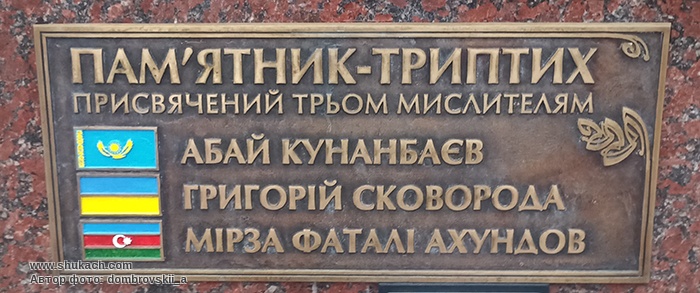 ПАМ'ЯТНИК-ТРИПТИХ
ПРИСВЯЧЕНИЙ ТРЬОМ МИСЛИТЕЛЯМ
АБАЙ КУНАНБАЄВ
ГРИГОРІЙ СКОВОРОДА
МІРЗА ФАТАЛІ АХУНДОВ
www.shukach.com
Автор фото: dombrovskii_a